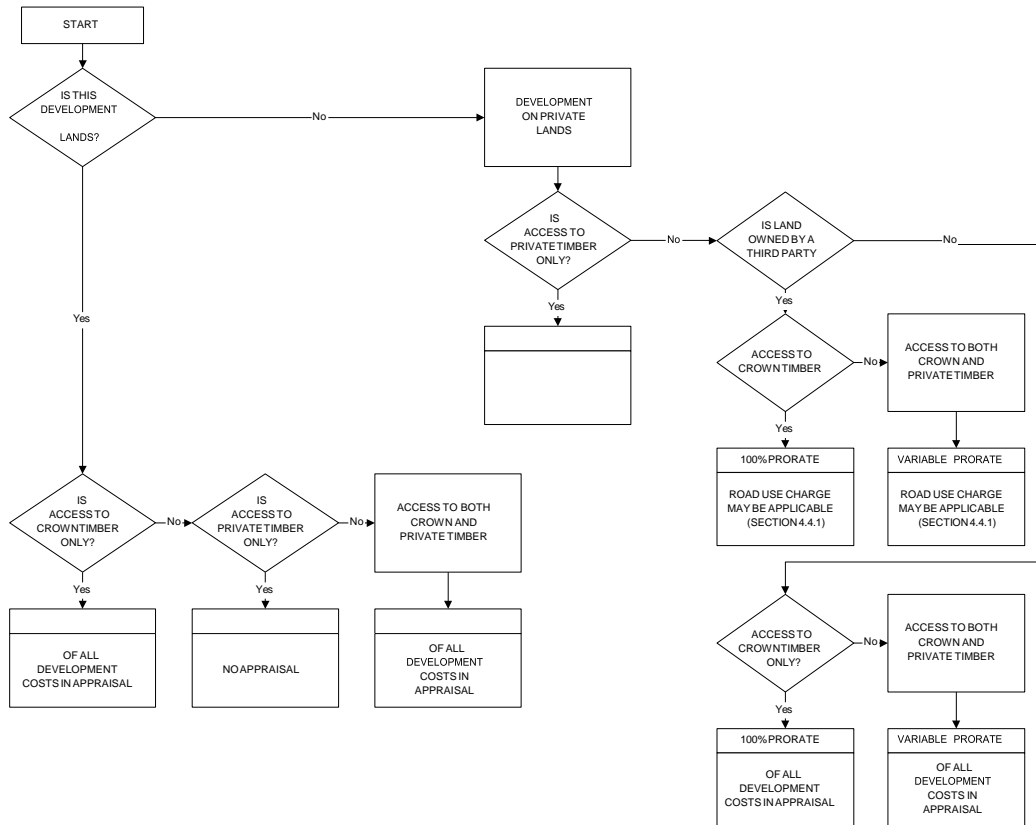 START
IS THIS
DEVELOPMENT
LANDS?
No
DEVELOPMENT
ON PRIVATE
LANDS
IS
ACCESS TO
PRIVATE TIMBER
ONLY?
No
IS LAND
OWNED BY A
THIRD PARTY
No
Yes
Yes
Yes
ACCESS TO
CROWN TIMBER
No
ACCESS TO BOTH
CROWN AND
PRIVATE TIMBER
Yes
100% PRORATE
ROAD USE CHARGE
MAY BE APPLICABLE
(SECTION 4.4.1)
VARIABLE PRORATE
ROAD USE CHARGE
MAY BE APPLICABLE
(SECTION 4.4.1)
IS
ACCESS TO
CROWN TIMBER
ONLY?
No
IS
ACCESS TO
PRIVATE TIMBER
ONLY?
No
ACCESS TO BOTH
CROWN AND
PRIVATE TIMBER
Yes
Yes
OF ALL
DEVELOPMENT
COSTS IN APPRAISAL
NO APPRAISAL
OF ALL
DEVELOPMENT
COSTS IN
APPRAISAL
ACCESS TO
CROWN TIMBER
ONLY?
No
ACCESS TO BOTH
CROWN AND
PRIVATE TIMBER
Yes
100% PRORATE
OF ALL
DEVELOPMENT
COSTS IN APPRAISAL
VARIABLE PRORATE
OF ALL
DEVELOPMENT
COSTS IN
APPRAISAL